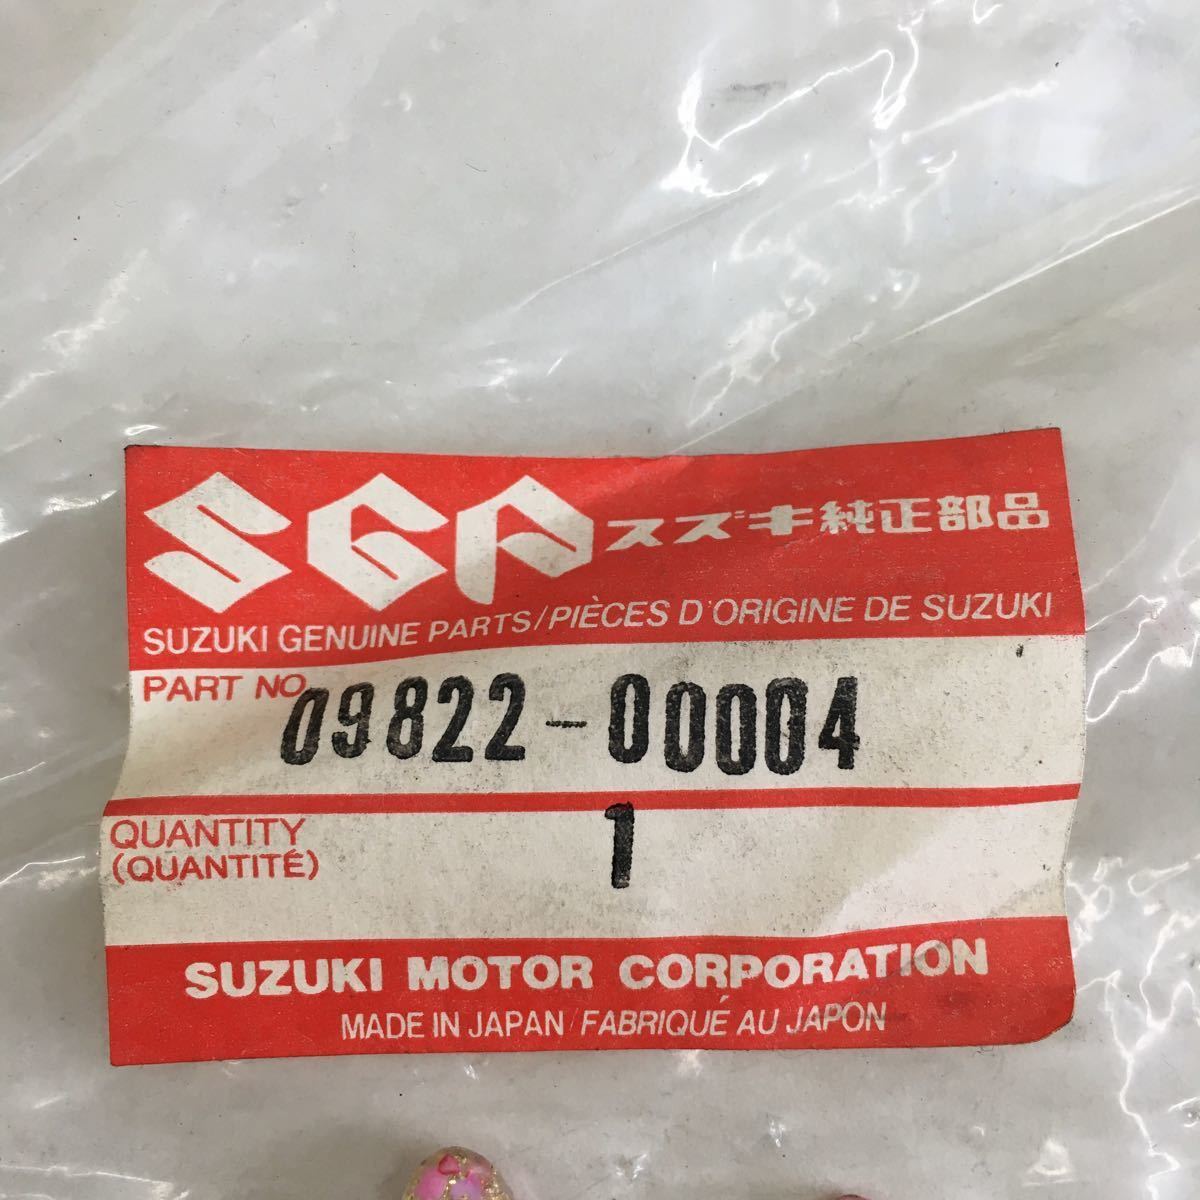 SGP スズキ純正部品
SUZUKI GENUINE PARTS/PIÈCES D'ORIGINE DE SUZUKI
PART NO.
09822-00004
QUANTITY
(QUANTITÉ)
1
SUZUKI MOTOR CORPORATION
MADE IN JAPAN/FABRIQUÉ AU JAPON